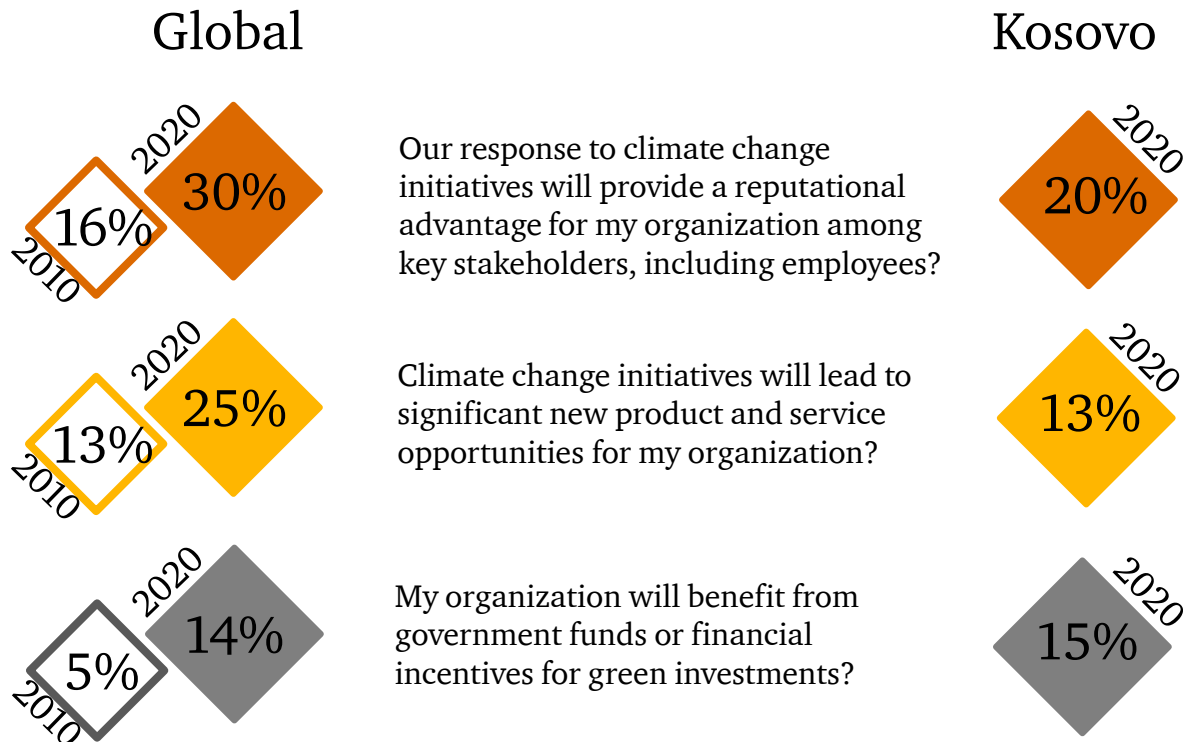 Global
Kosovo
2020
30%
16%
2010
Our response to climate change
initiatives will provide a reputational
advantage for my organization among
key stakeholders, including employees?
2020
20%
2020
25%
13%
2010
Climate change initiatives will lead to
significant new product and service
opportunities for my organization?
2020
13%
2020
14%
5%
2010
My organization will benefit from
government funds or financial
incentives for green investments?
2020
15%